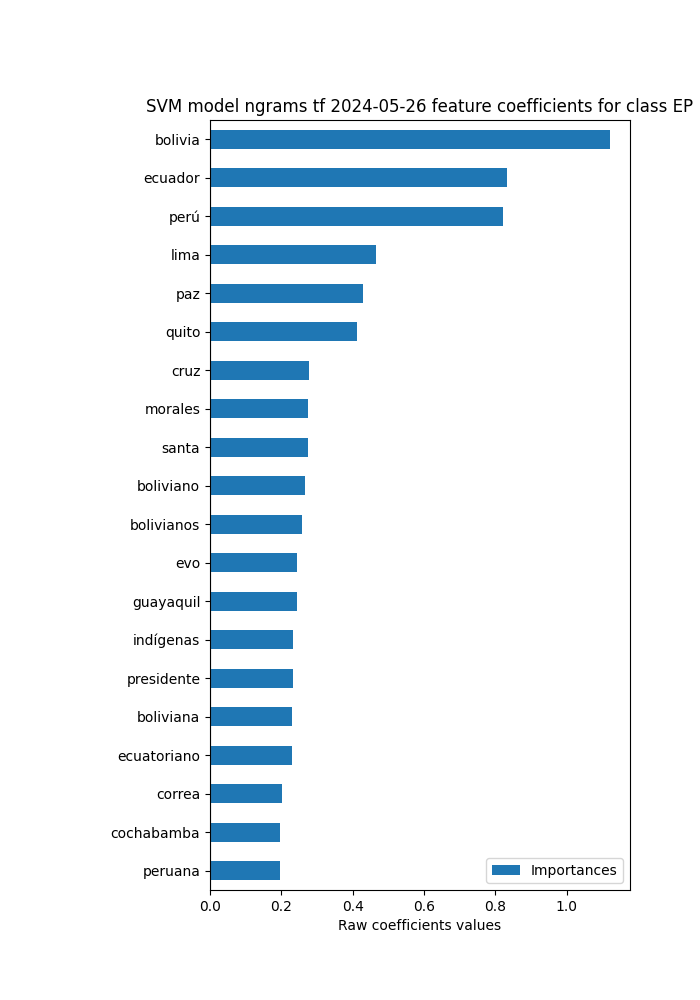 SVM model ngrams tf 2024-05-26 feature coefficients for class EP
bolivia
ecuador
perú
lima
paz
quito
cruz
morales
santa
boliviano
bolivianos
evo
guayaquil
indígenas
presidente
boliviana
ecuatoriano
correa
cochabamba
peruana
Importances
0.0 0.2 0.4 0.6 0.8 1.0
Raw coefficients values